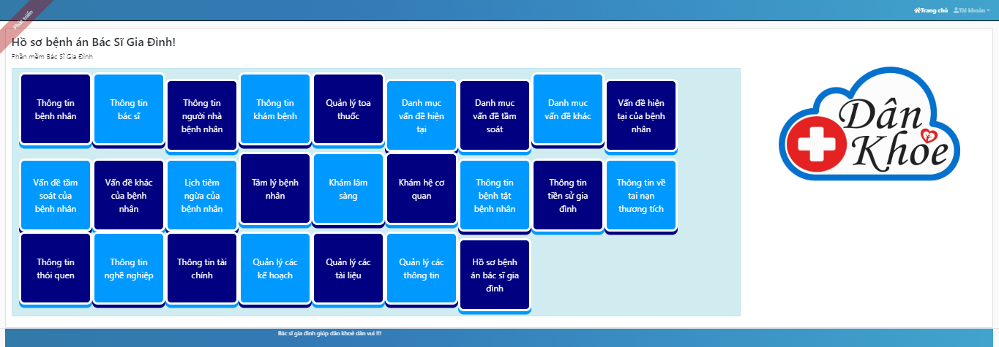 Phát triển
Trang chủ
Tài khoản
Hồ sơ bệnh án Bác Sĩ Gia Đình!
Phần mềm Bác Sĩ Gia Đình
Thông tin
bệnh nhân
Thông tin
bác sĩ
Thông tin
người nhà
bệnh nhân
Thông tin
khám bệnh
Quản lý toa
thuốc
Danh mục
vấn đề hiện
tại
Danh mục
vấn đề tầm
soát
Danh mục
vấn đề khác
Vấn đề hiện
tại của bệnh
nhân
Vấn đề tầm
soát của
bệnh nhân
Vấn đề khác
của bệnh
nhân
Lịch tiêm
ngừa của
bệnh nhân
Tâm lý bệnh
nhân
Khám lâm
sàng
Khám hệ cơ
quan
Thông tin
bệnh tật
bệnh nhân
Thông tin
tiền sử gia
đình
Thông tin về
tai nạn
thương tích
Thông tin
thói quen
Thông tin
nghề nghiệp
Thông tin tài
chính
Quản lý các
kế hoạch
Quản lý các
tài liệu
Quản lý các
thông tin
Hồ sơ bệnh
án bác sĩ gia
đình
Dân
Khỏe
Bác sĩ gia đình giúp dân khoẻ dân vui !!!